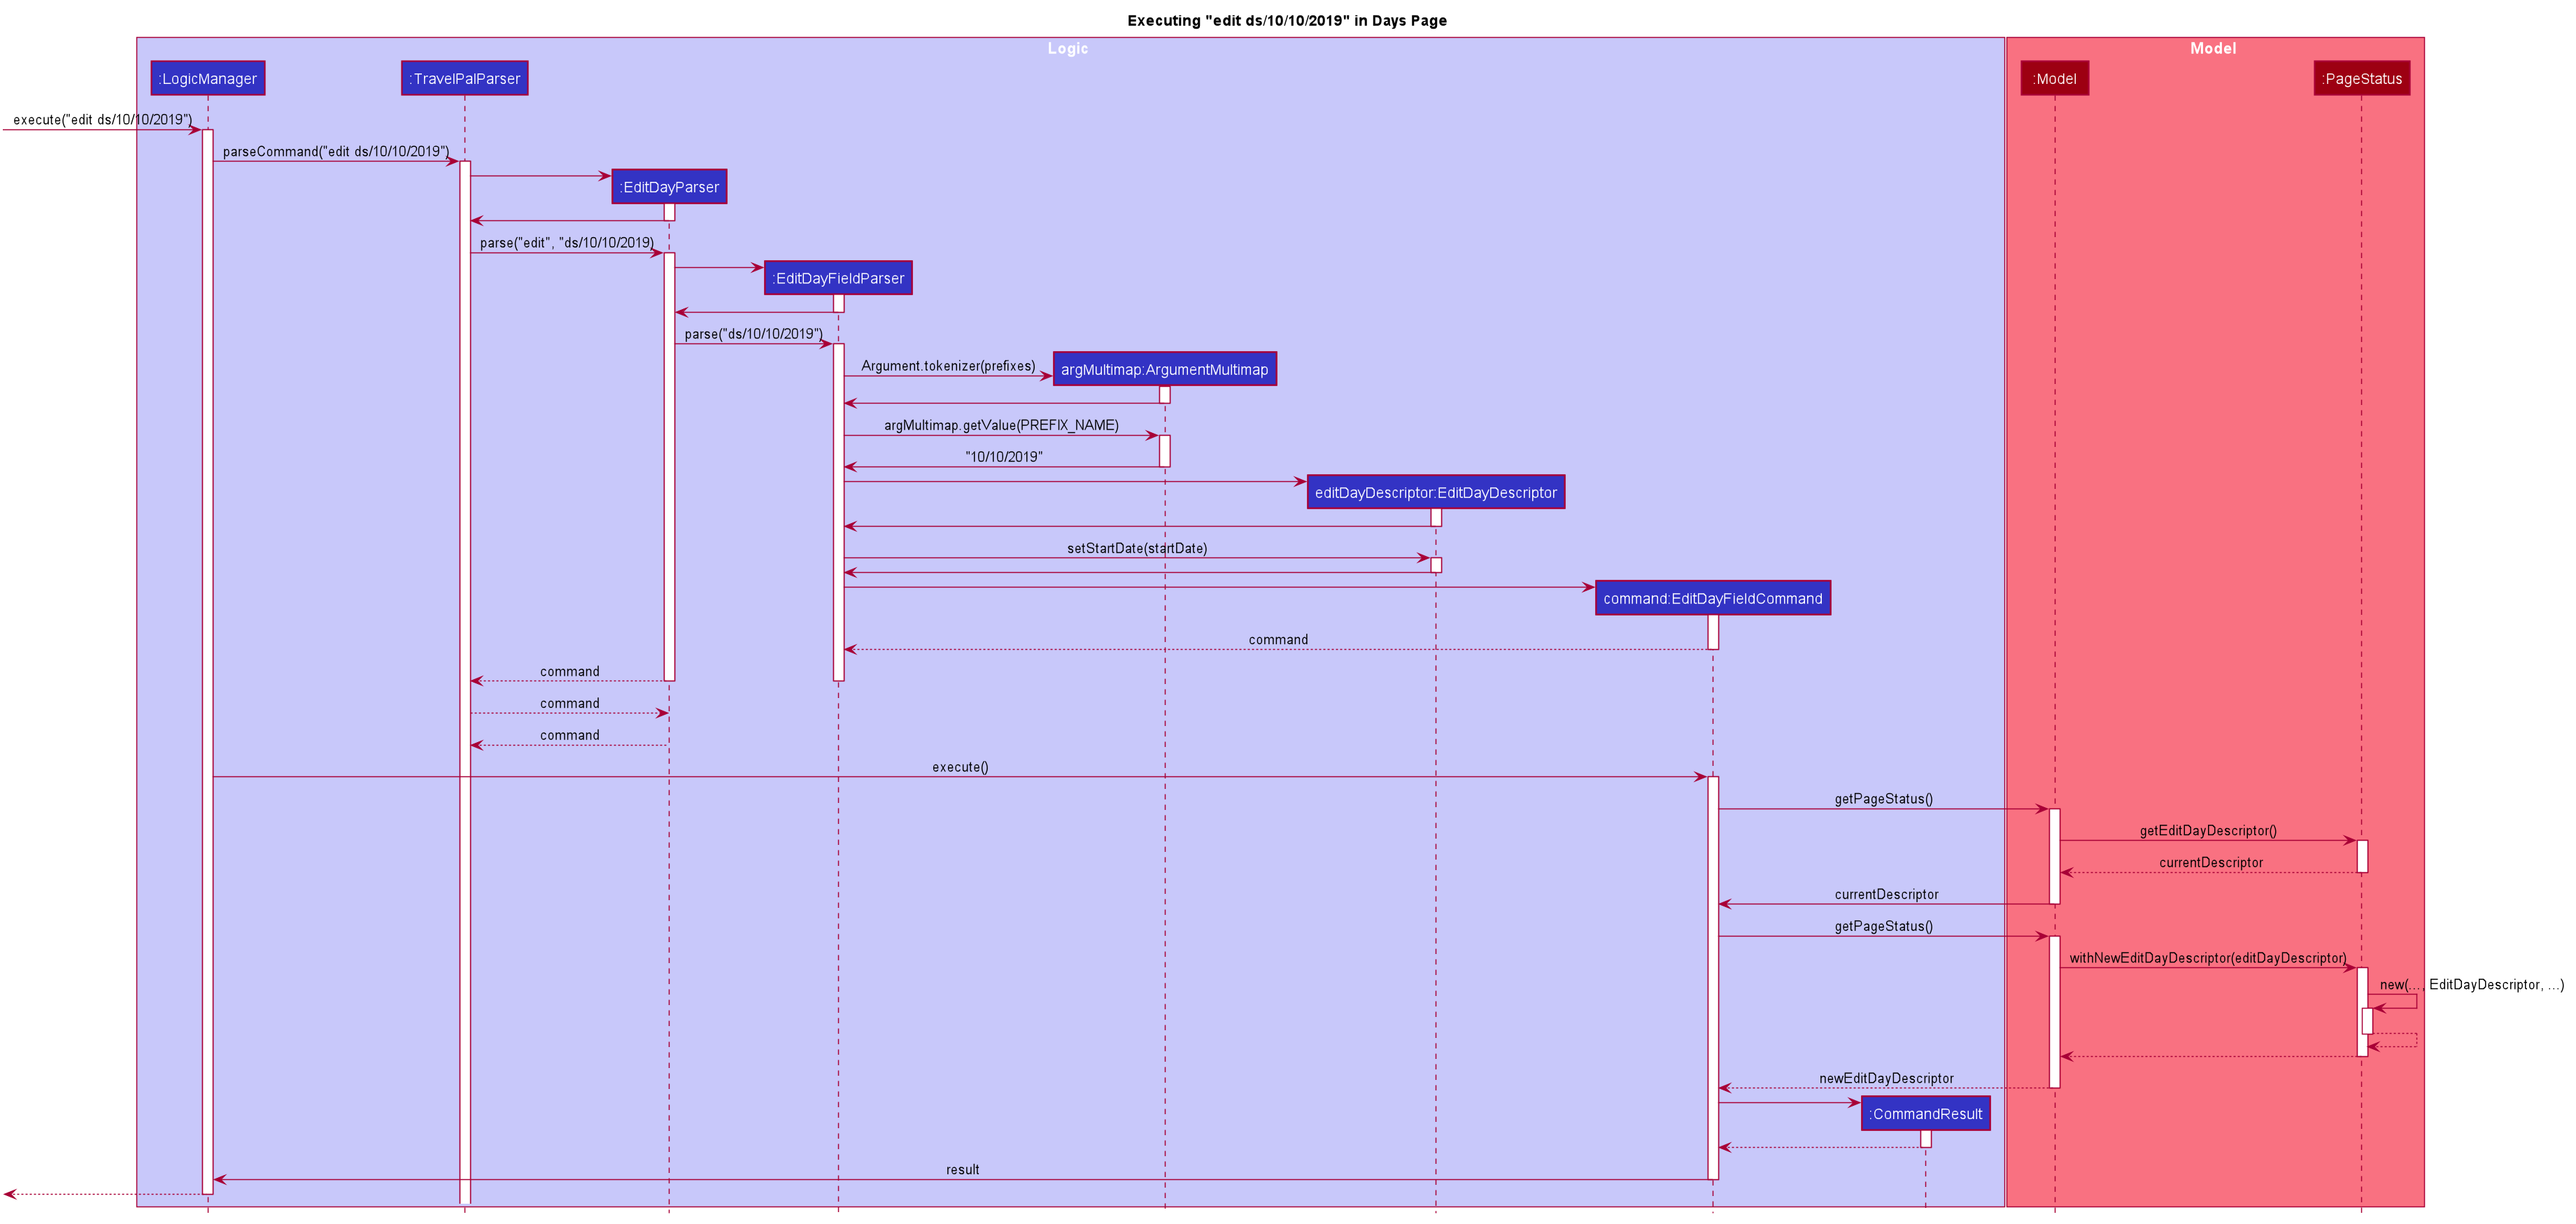 Executing "edit ds/10/10/2019" in Days Page
Logic
Model
:LogicManager
:TravelPalParser
:Model
:PageStatus
execute("edit ds/10/10/2019")
parseCommand("edit ds/10/10/2019")
:EditDayParser
parse("edit", "ds/10/10/2019)
:EditDayFieldParser
parse("ds/10/10/2019")
Argument.tokenizer(prefixes)
argMultimap:ArgumentMultimap
argMultimap.getValue(PREFIX_NAME)
"10/10/2019"
editDayDescriptor:EditDayDescriptor
setStartDate(startDate)
command:EditDayFieldCommand
command
command
command
command
execute()
getPageStatus()
getEditDayDescriptor()
currentDescriptor
currentDescriptor
getPageStatus()
withNewEditDayDescriptor(editDayDescriptor)
new(..., EditDayDescriptor, ...)
newEditDayDescriptor
:CommandResult
result